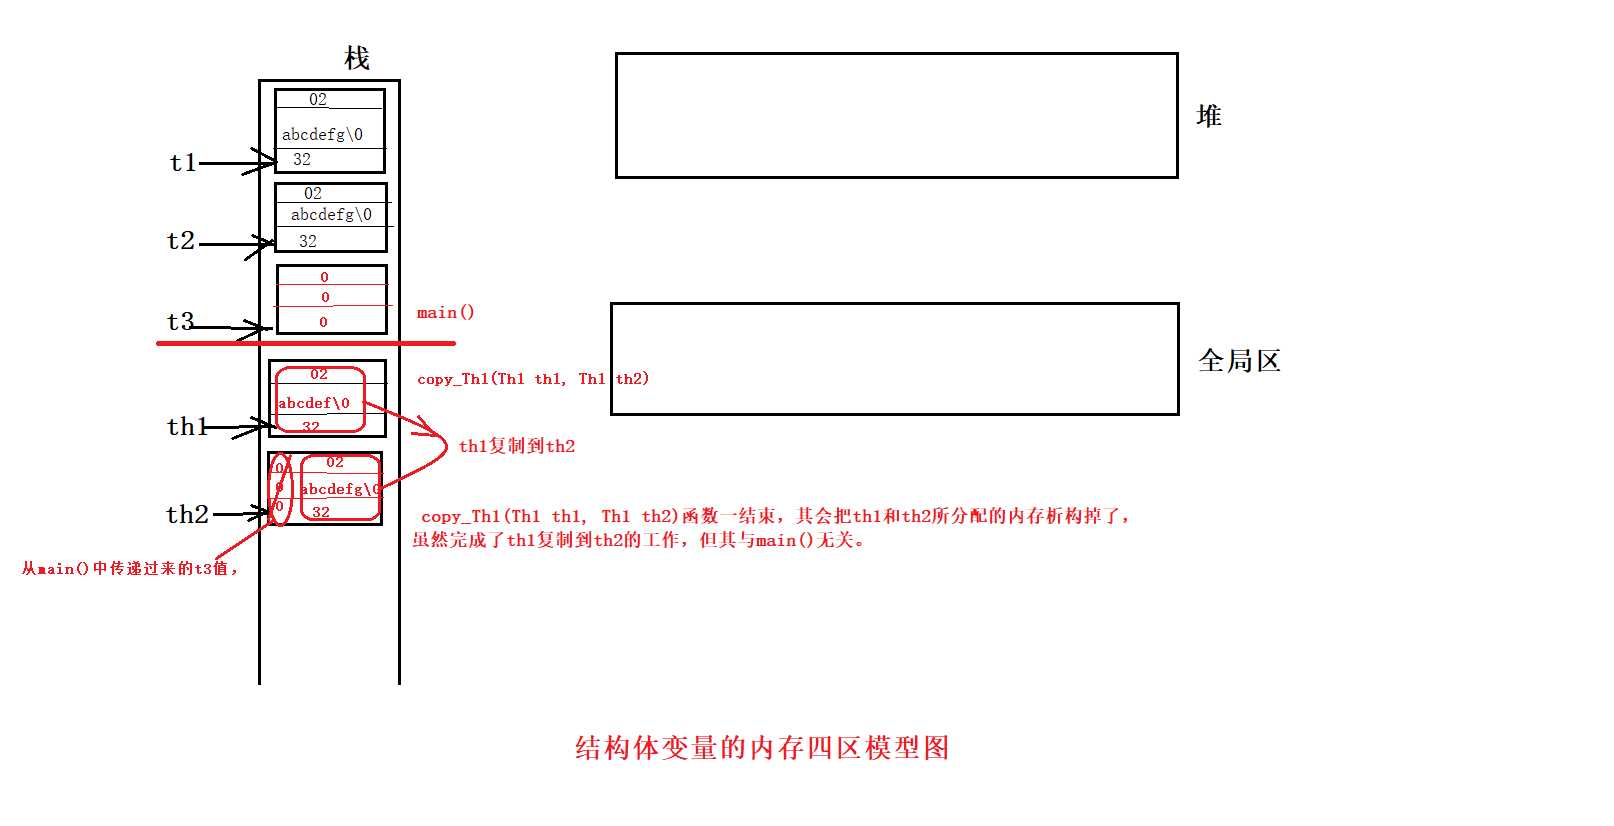 栈
02
abcdefg\0
32
t1
堆
02
abcdefg\0
32
t2
0
0
0
t3
main()
全局区
copy_Th1(Th1 th1, Th1 th2)
02
abcdef\0
32
th1
th1复制到th2
0
0
0
02
abcdefg\0
32
th2
copy_Th1(Th1 th1, Th1 th2)函数一结束，其会把th1和th2所分配的内存析构掉了，
虽然完成了th1复制到th2的工作，但其与main()无关。
从main()中传递过来的t3值，
结构体变量的内存四区模型图